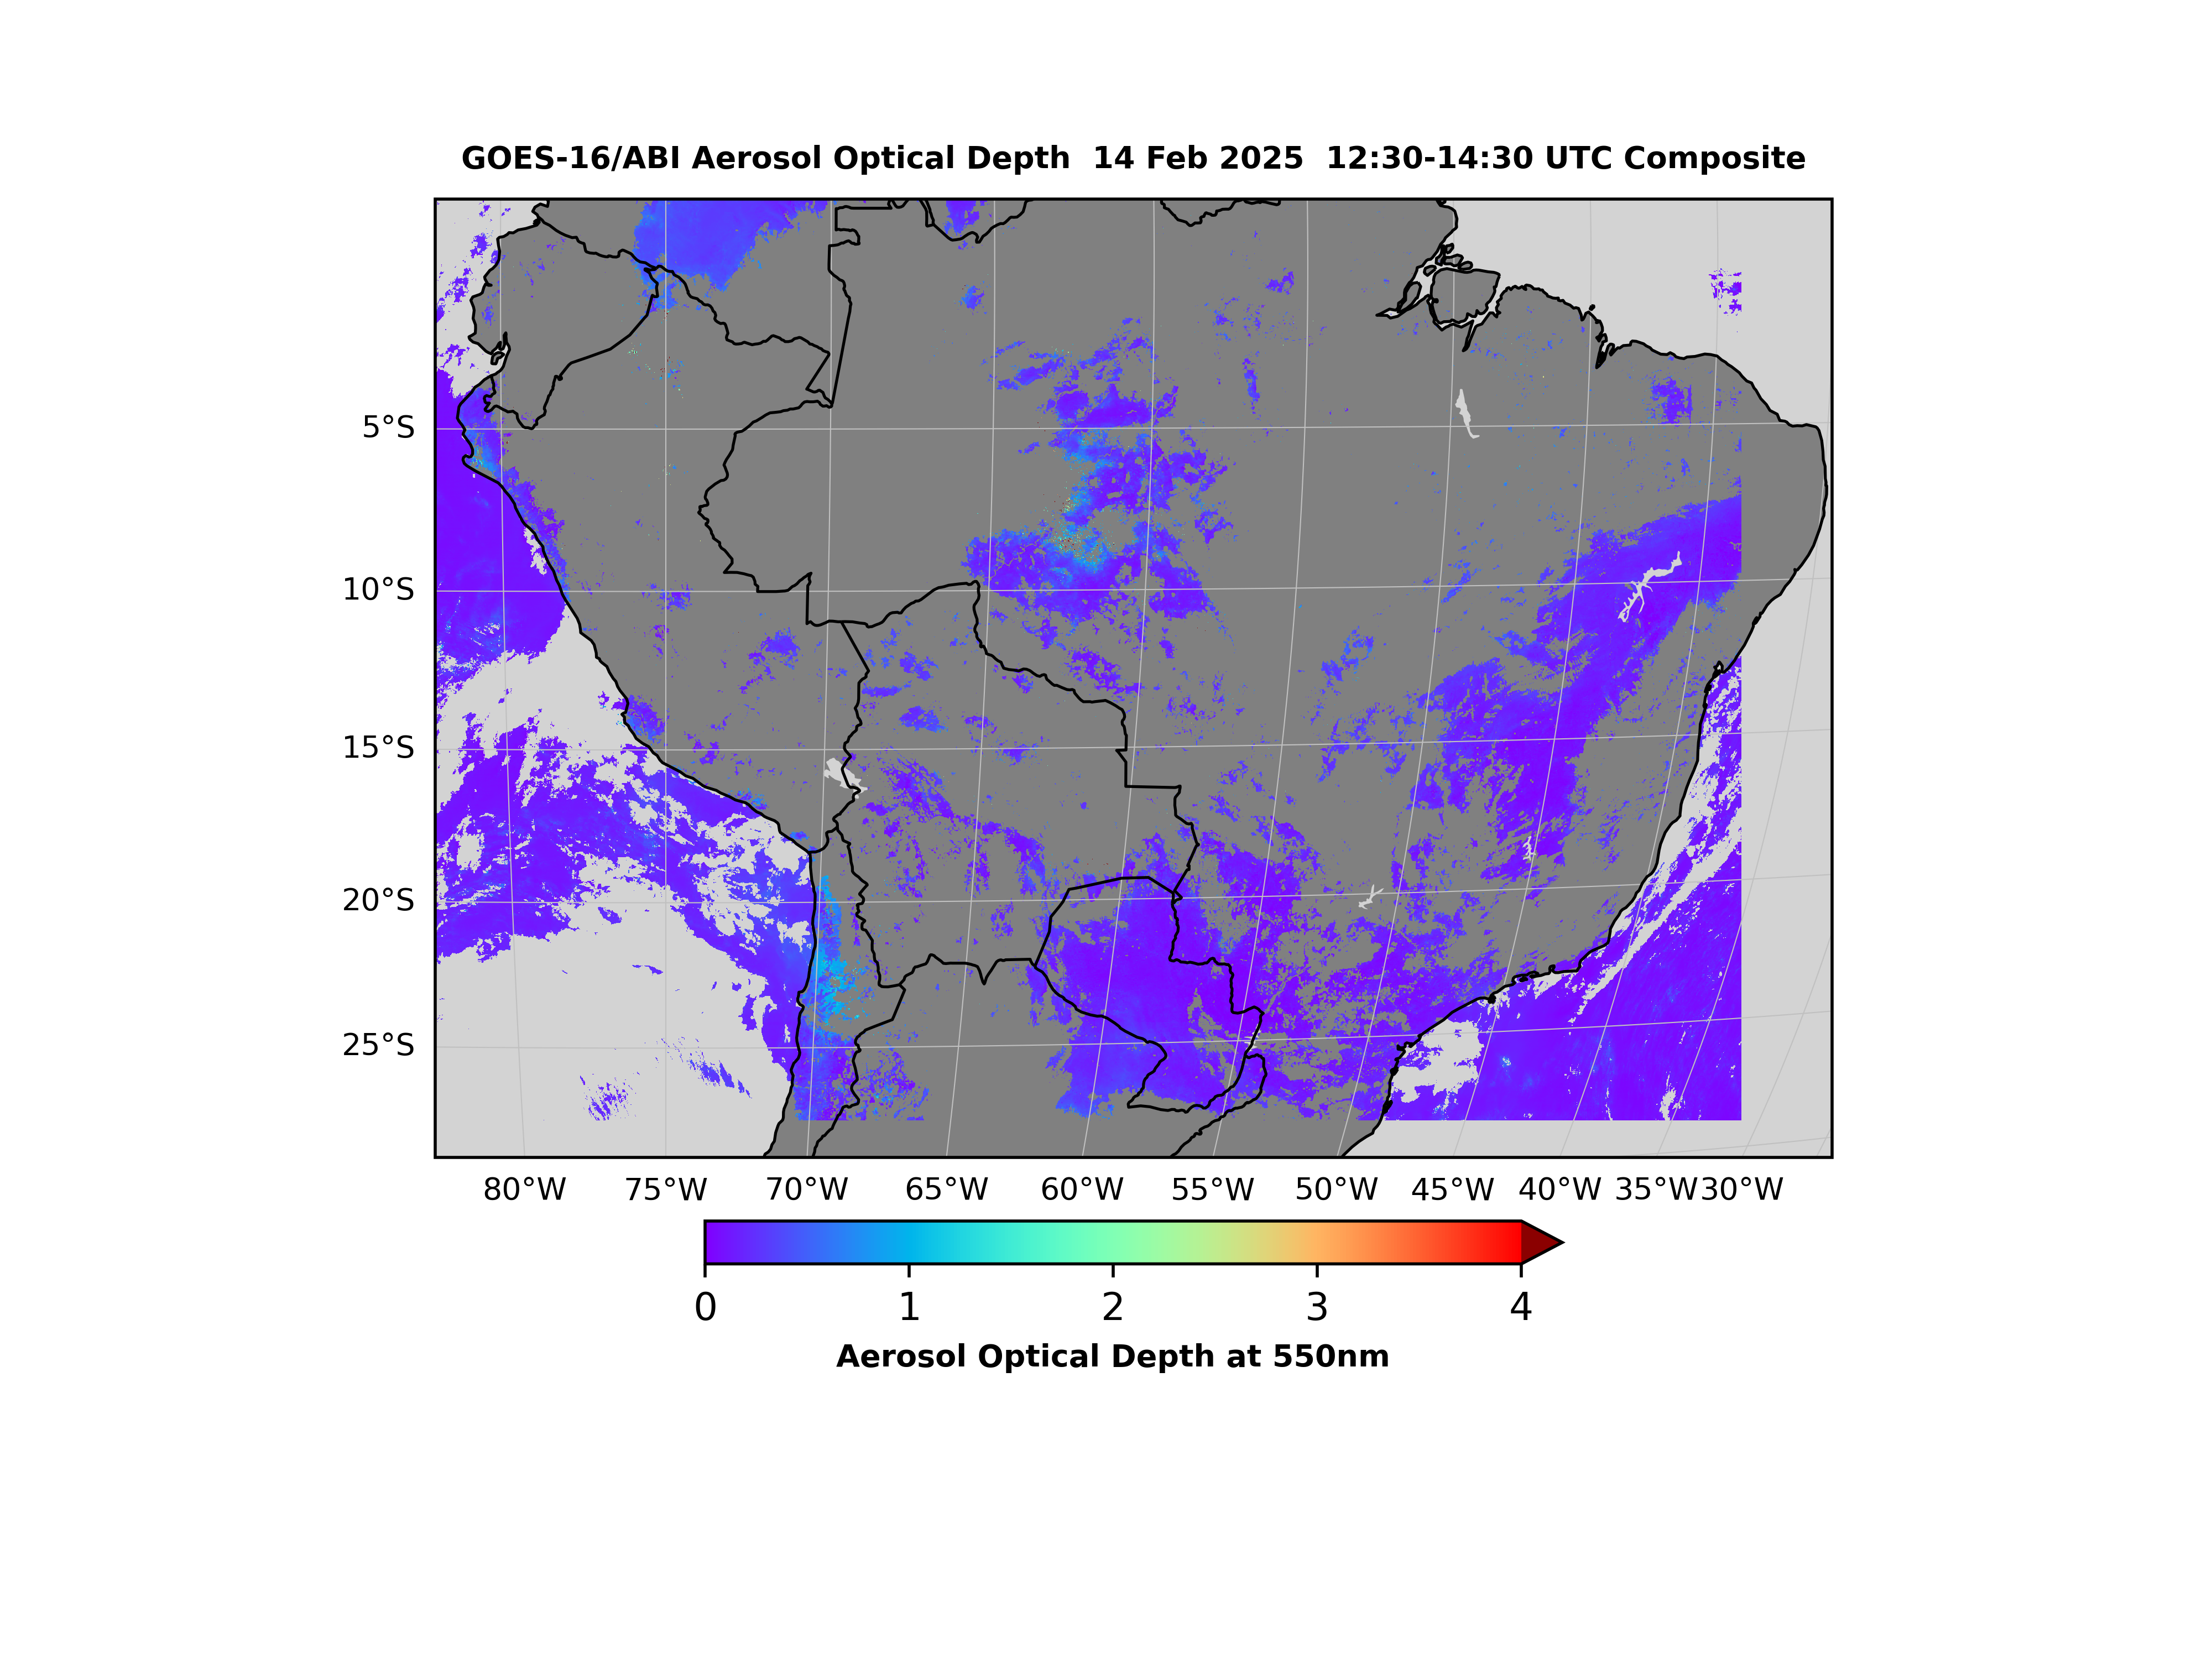 GOES-16/ABI Aerosol Optical Depth  14 Feb 2025  12:30-14:30 UTC Composite
5°S
10°S
15°S
20°S
25°S
80°W 75°W 70°W 65°W 60°W 55°W 50°W 45°W 40°W 35°W 30°W
0 1 2 3 4
Aerosol Optical Depth at 550nm